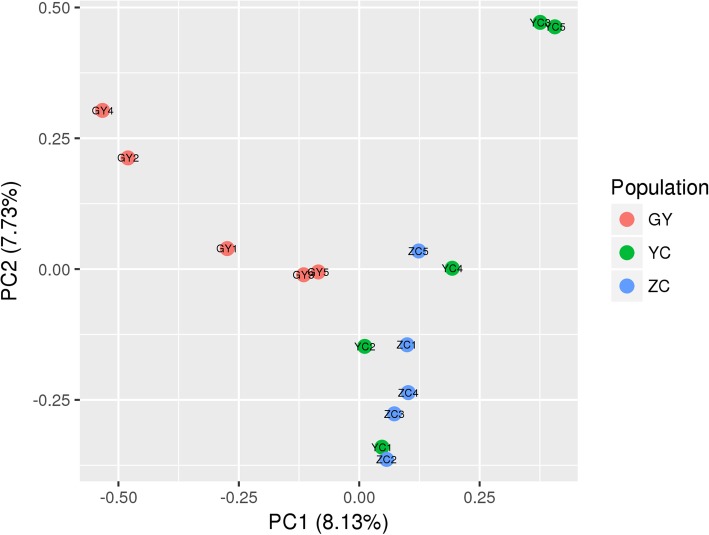 0.50
0.25
0.00
-0.25
PC2 (7.73%)
YC5
GY4
GY2
GY1
GY5
ZC5
YC4
YC2
ZC1
ZC4
ZC3
YC1
ZC2
-0.50
-0.25
0.00
0.25
PC1 (8.13%)
Population
GY
YC
ZC